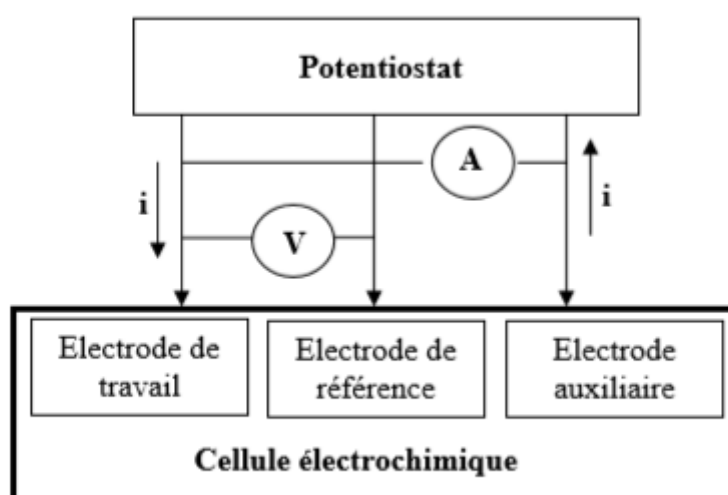 Potentiostat
A
i
i
V
Electrode de
travail
Electrode de
référence
Electrode
auxiliaire
Cellule électrochimique